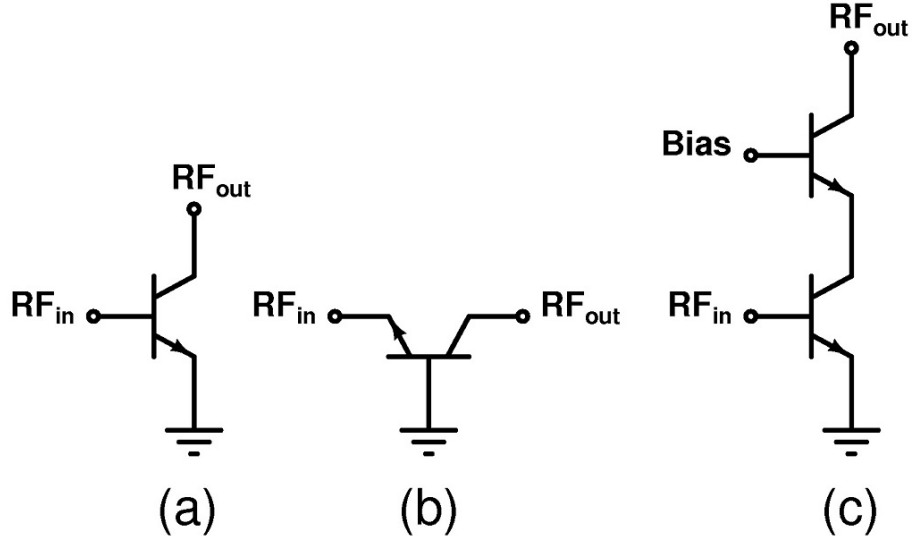 RFout
Bias
RFout
RFin
RFin
RFout
RFin
(a)
(b)
(c)